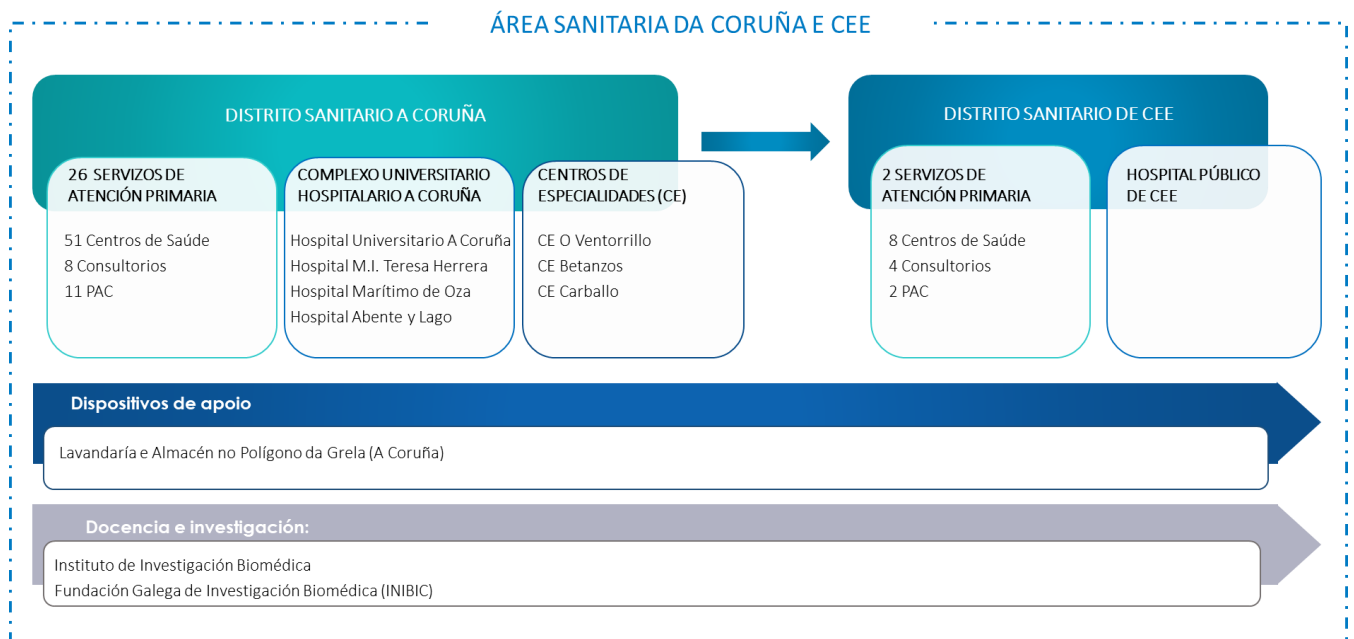 ÁREA SANITARIA DA CORUÑA E CEE
DISTRITO SANITARIO A CORUÑA
26 SERVIZOS DE
ATENCIÓN PRIMARIA
51 Centros de Saúde
8 Consultorios
11 PAC
COMPLEXO UNIVERSITARIO
HOSPITALARIO A CORUÑA
Hospital Universitario A Coruña
Hospital M.I. Teresa Herrera
Hospital Marítimo de Oza
Hospital Abente y Lago
CENTROS DE
ESPECIALIDADES (CE)
CE O Ventorrillo
CE Betanzos
CE Carballo
DISTRITO SANITARIO DE CEE
2 SERVIZOS DE
ATENCIÓN PRIMARIA
8 Centros de Saúde
4 Consultorios
2 PAC
HOSPITAL PÚBLICO
DE CEE
Dispositivos de apoio
Lavandaría e Almacén no Polígono da Grela (A Coruña)
Docencia e investigación:
Instituto de Investigación Biomédica
Fundación Galega de Investigación Biomédica (INIBIC)